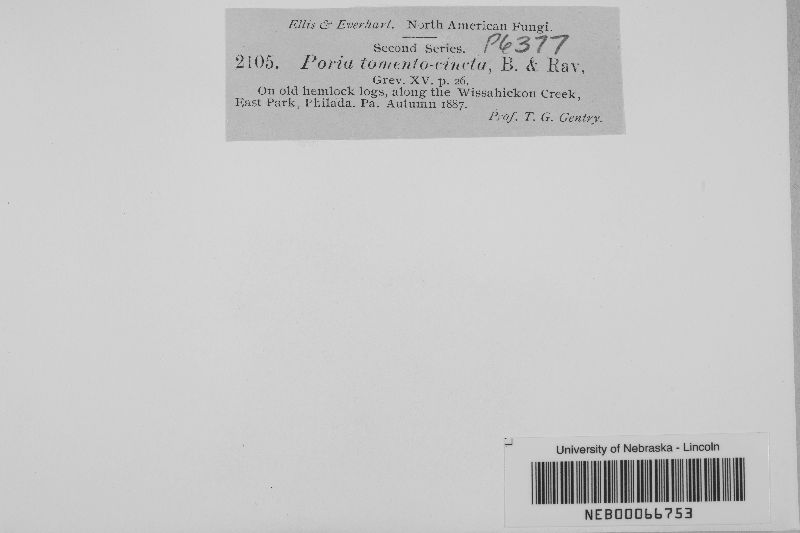 Ellis & Everhart. North American Fungi.
Second Series. P6377
2105. Poria tomento-cincta, B. & Rav,
Grev. XV. p. 26.
On old hemlock logs, along the Wissahickon Creek,
East Park, Philada. Pa. Autumn 1887.
Prof. T. G. Gentry.
University of Nebraska - Lincoln
NEB00066753